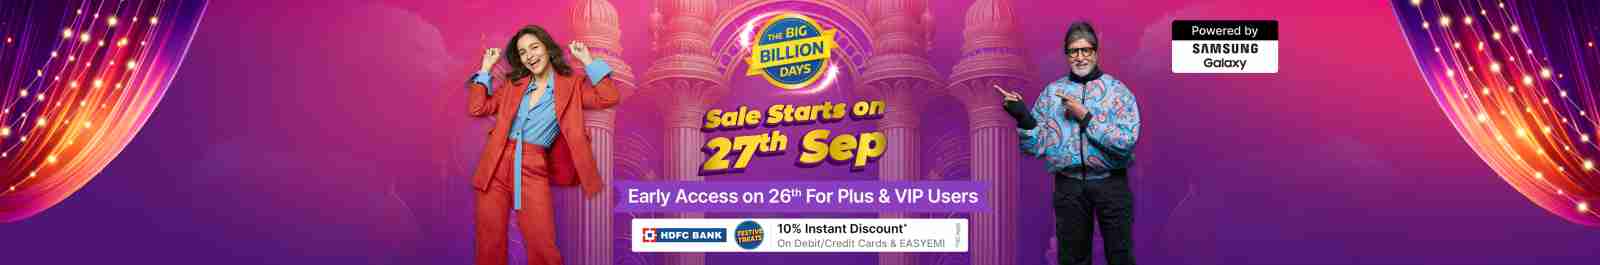 THE BIG
BILLION
DAYS
Sale Starts on
27th Sep
Early Access on 26th For Plus & VIP Users
HDFC BANK
FESTIVE
TREATS
10% Instant Discount*
On Debit/Credit Cards & EASYEMI
Powered by
SAMSUNG
Galaxy